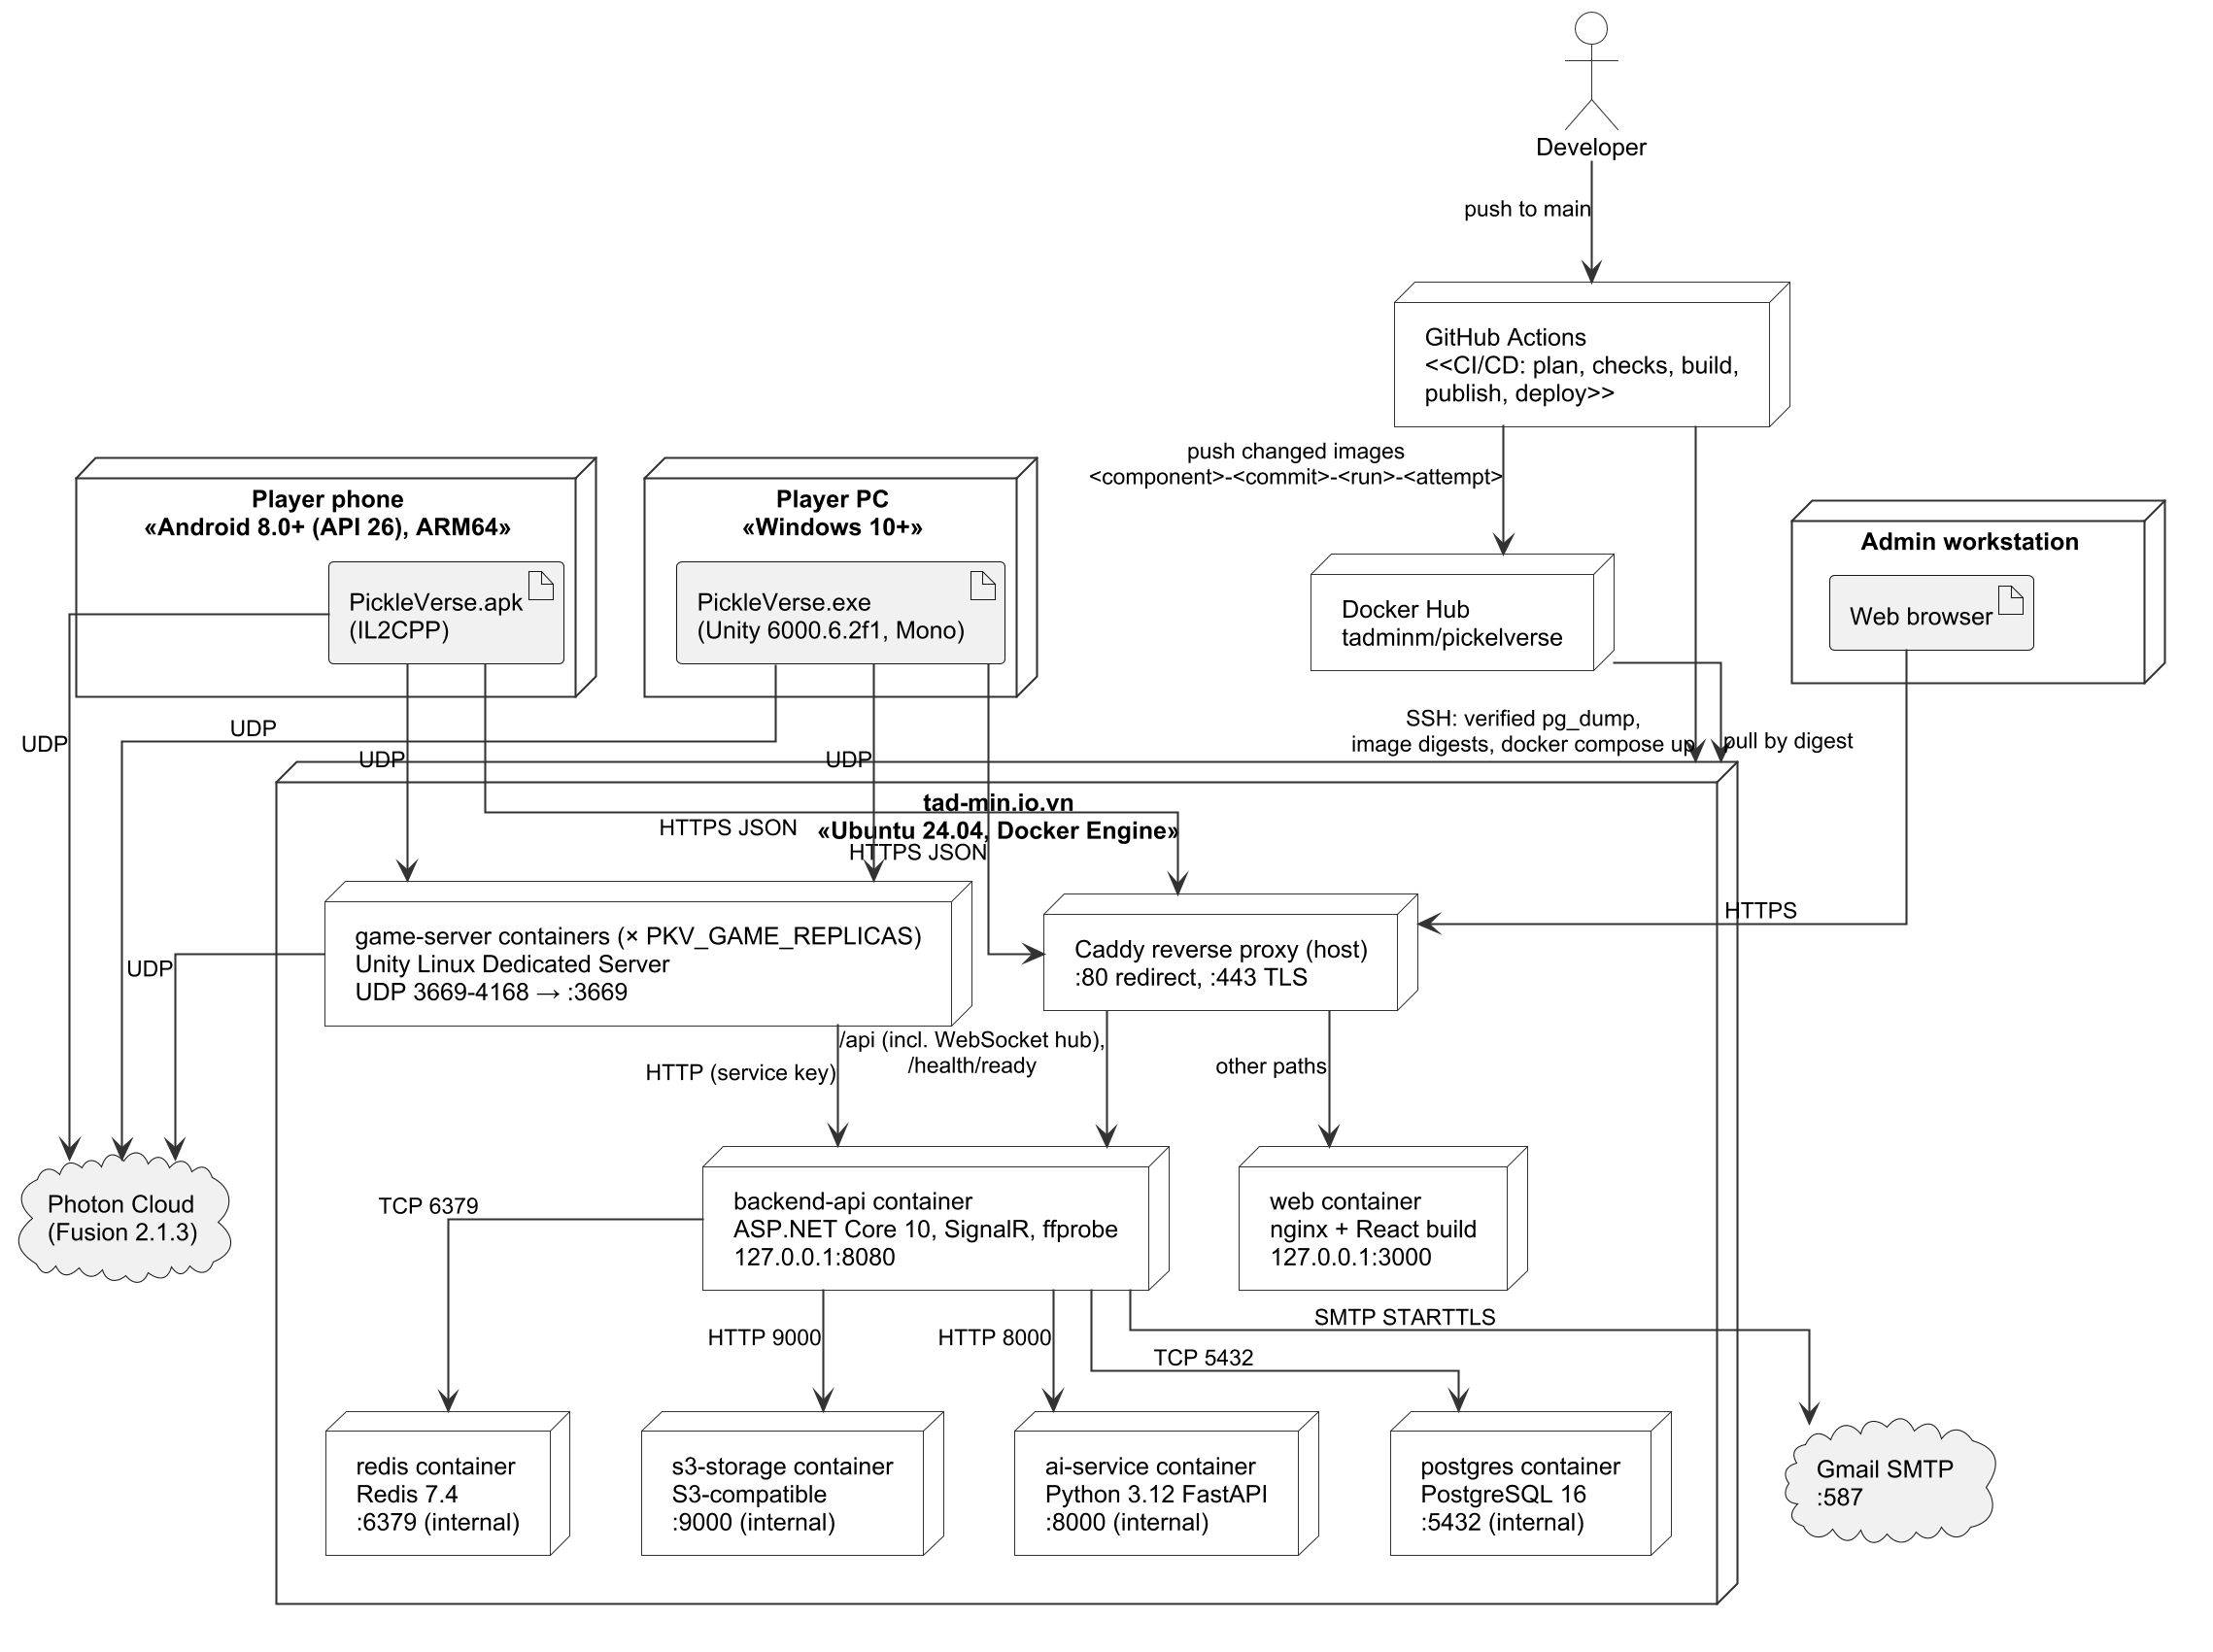 Developer
push to main
GitHub Actions
<<CI/CD: plan, checks, build,
publish, deploy>>
push changed images
<component>-<commit>-<run>-<attempt>
Player phone
«Android 8.0+ (API 26), ARM64»
PickleVerse.apk
(IL2CPP)
Player PC
«Windows 10+»
PickleVerse.exe
(Unity 6000.6.2f1, Mono)
Docker Hub
tadminm/pickelverse
Admin workstation
Web browser
UDP
UDP
UDP
UDP
SSH: verified pg_dump,
image digests, docker compose up
pull by digest
tad-min.io.vn
«Ubuntu 24.04, Docker Engine»
HTTPS JSON
HTTPS JSON
HTTPS
game-server containers (× PKV_GAME_REPLICAS)
Unity Linux Dedicated Server
UDP 3669-4168 → :3669
Caddy reverse proxy (host)
:80 redirect, :443 TLS
UDP
HTTP (service key)
/api (incl. WebSocket hub),
/health/ready
other paths
Photon Cloud
(Fusion 2.1.3)
TCP 6379
backend-api container
ASP.NET Core 10, SignalR, ffprobe
127.0.0.1:8080
web container
nginx + React build
127.0.0.1:3000
HTTP 9000
HTTP 8000
SMTP STARTTLS
TCP 5432
redis container
Redis 7.4
:6379 (internal)
s3-storage container
S3-compatible
:9000 (internal)
ai-service container
Python 3.12 FastAPI
:8000 (internal)
postgres container
PostgreSQL 16
:5432 (internal)
Gmail SMTP
:587